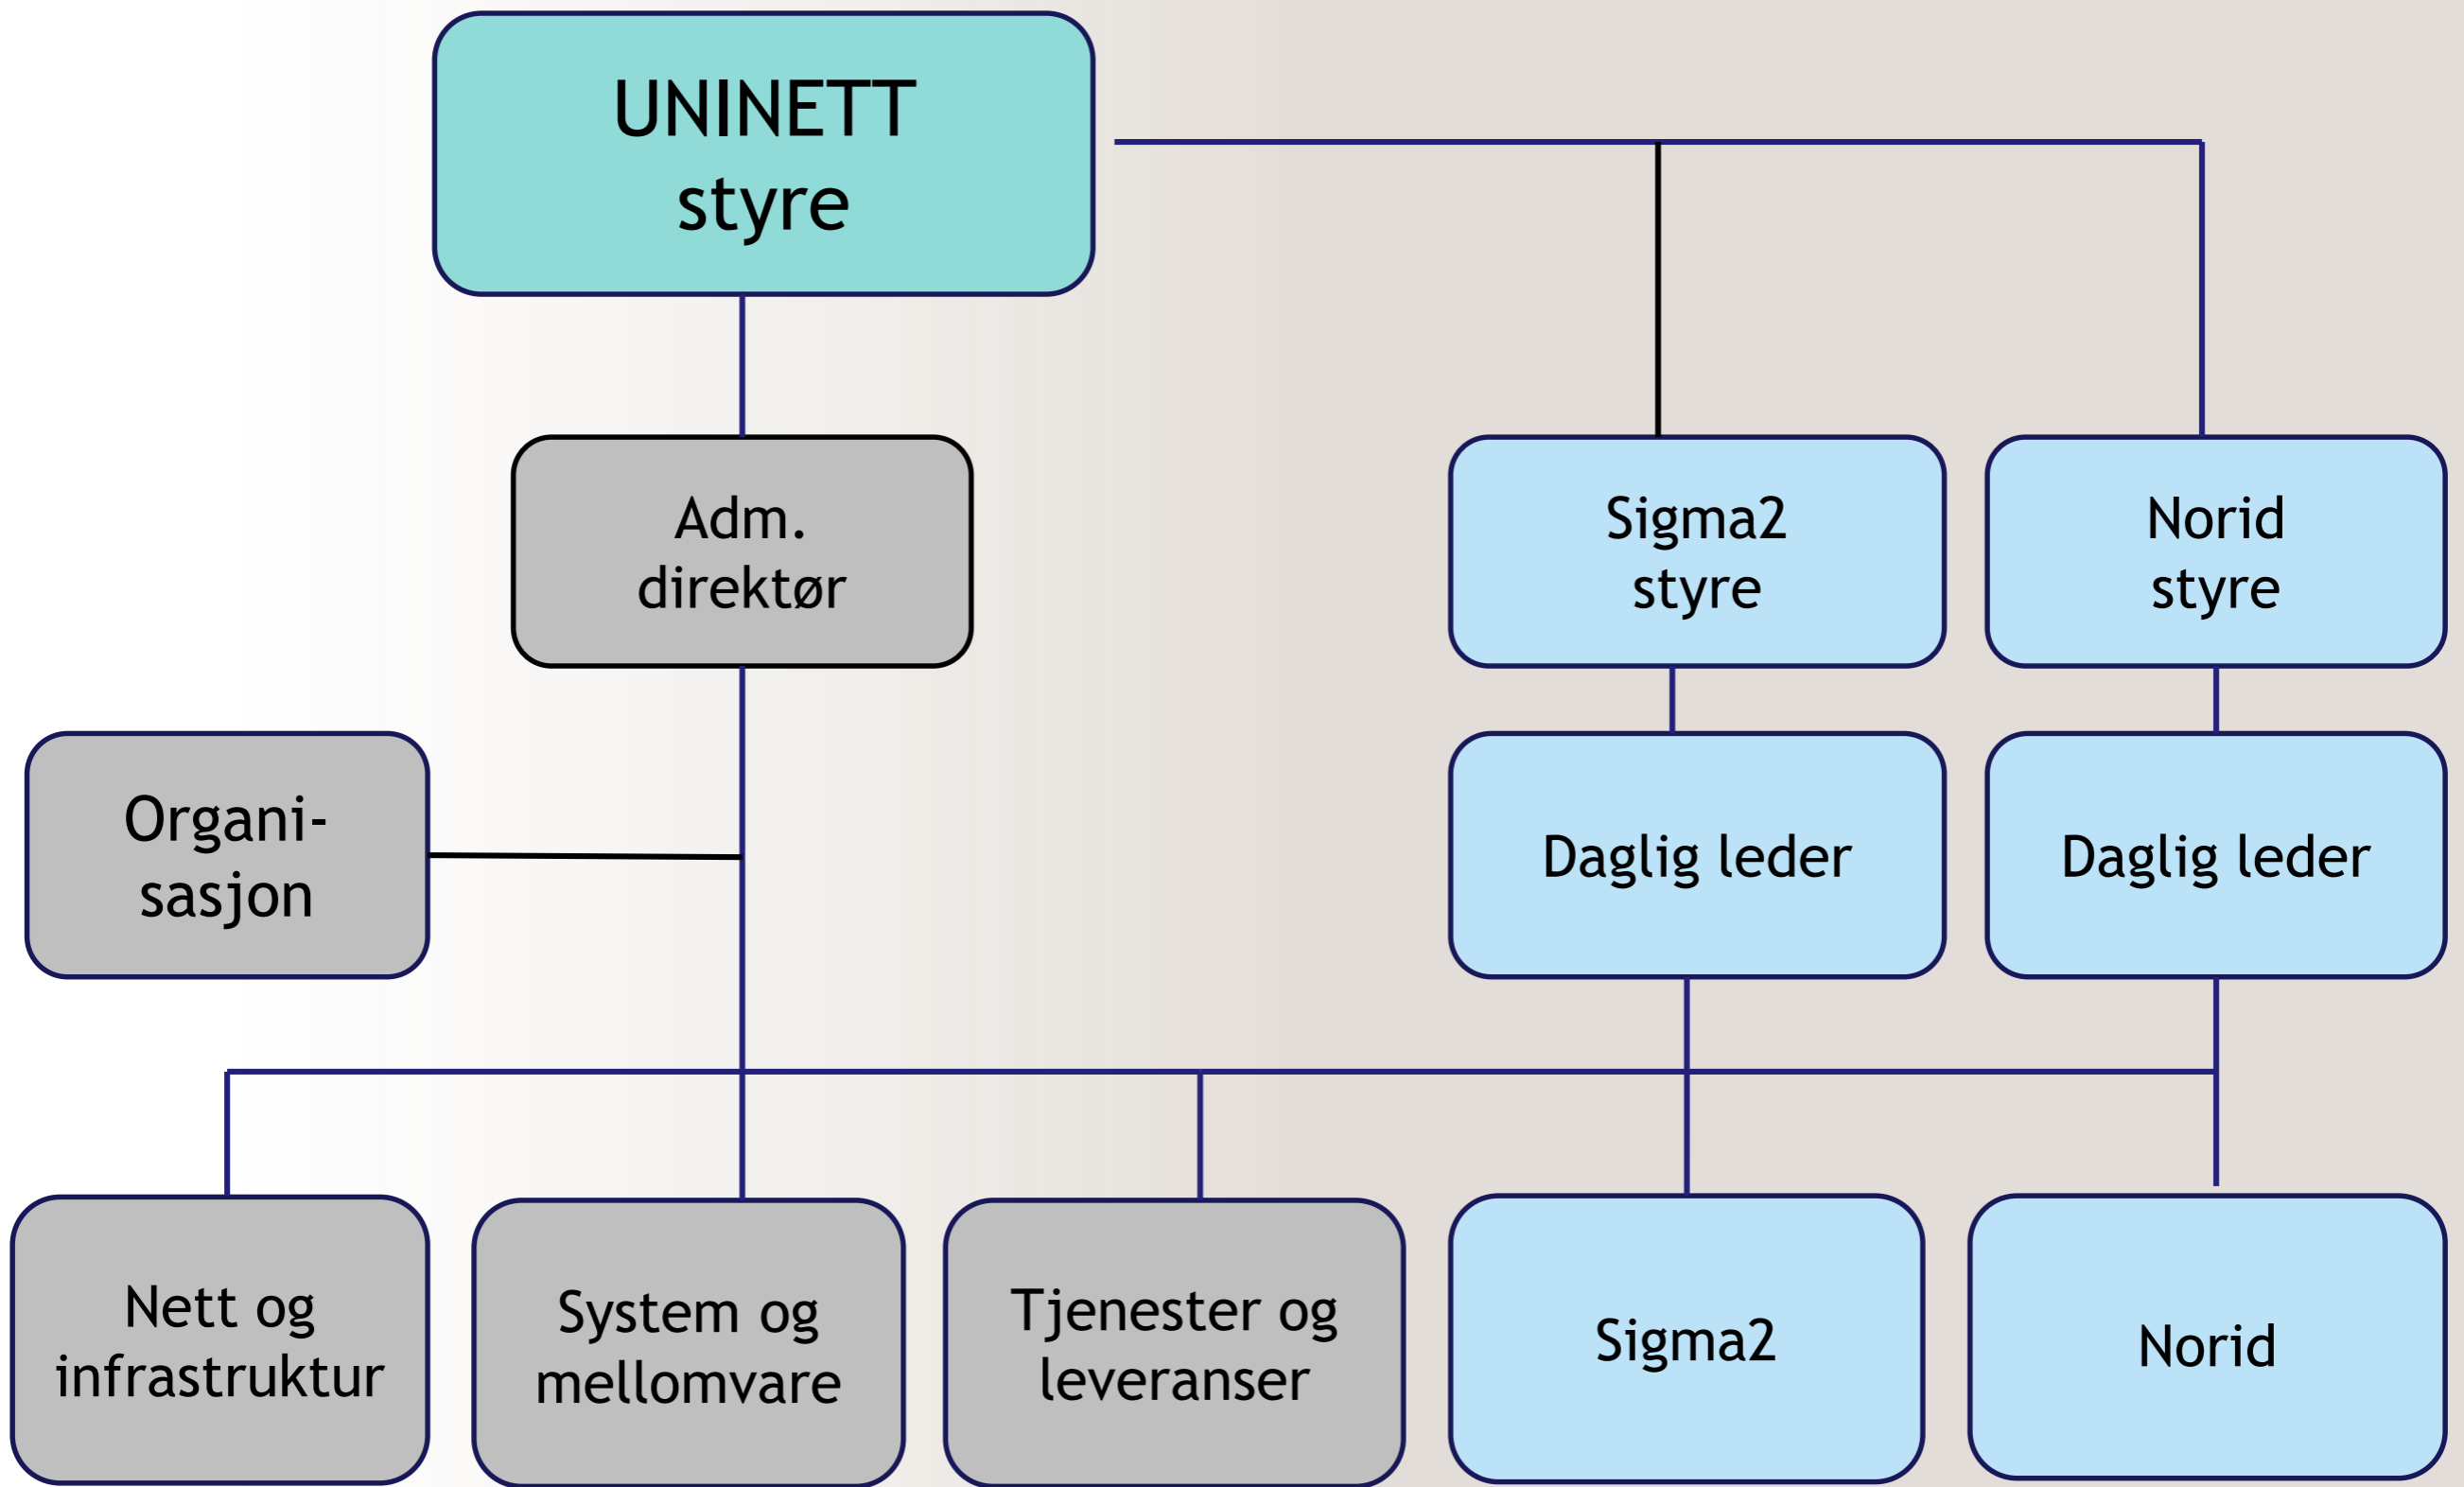 UNINETT
styre
Adm.
direktør
Sigma2
styre
Norid
styre
Organi-
sasjon
Daglig leder
Daglig leder
Nett og
infrastruktur
System og
mellomvare
Tjenester og
leveranser
Sigma2
Norid